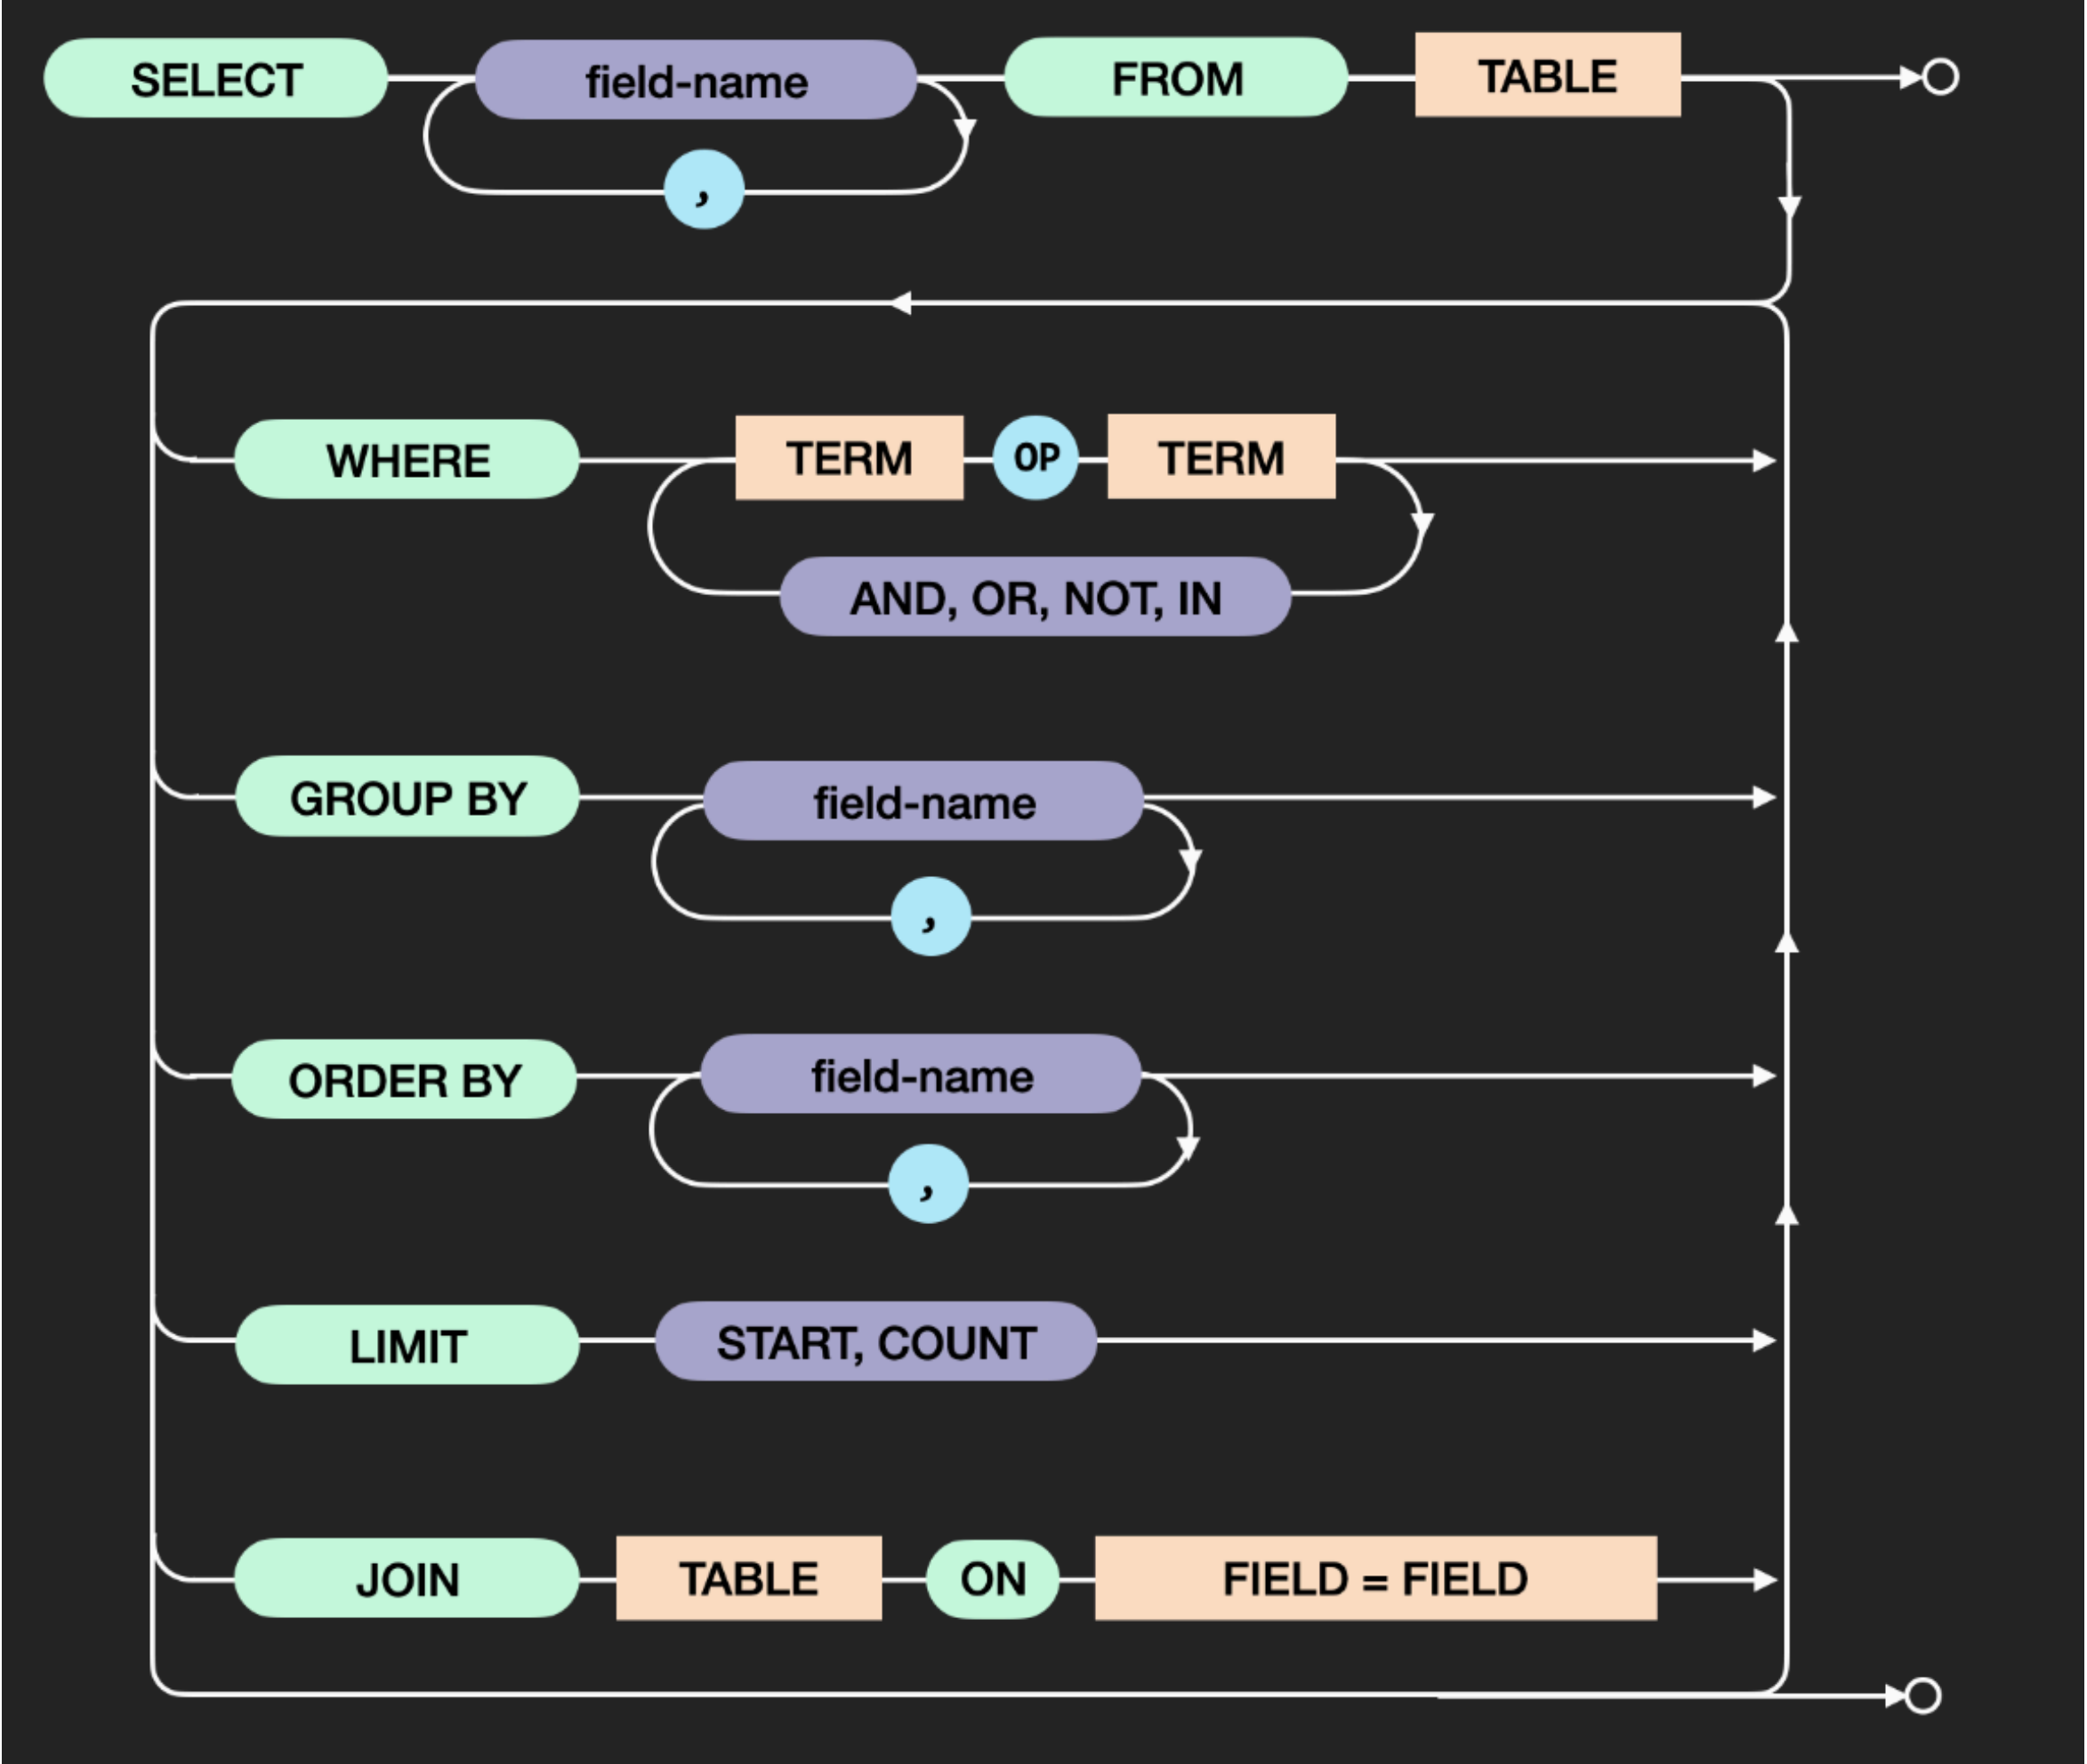 SELECT field-name FROM TABLE
,
WHERE TERM OP TERM
AND, OR, NOT, IN
GROUP BY field-name
,
ORDER BY field-name
,
LIMIT START, COUNT
JOIN TABLE ON FIELD = FIELD